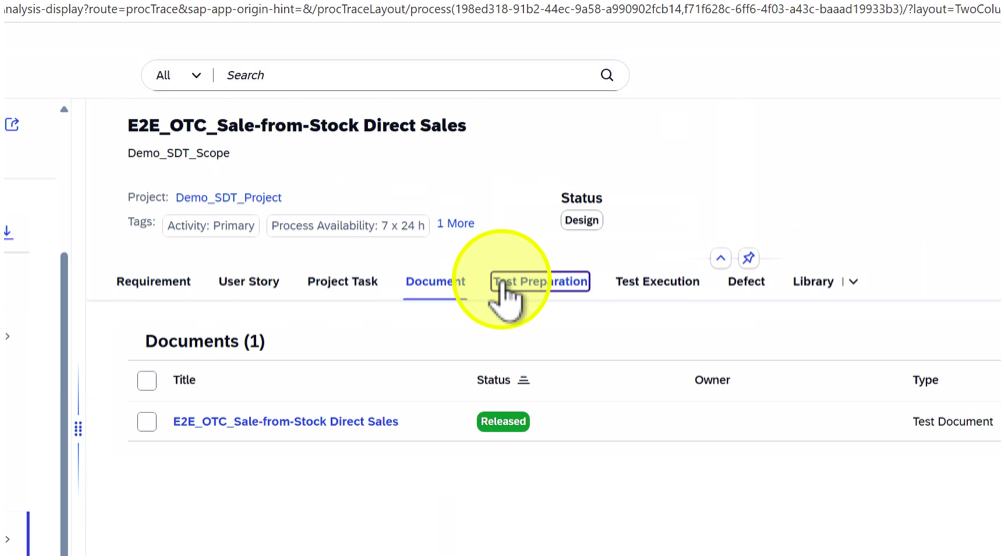 nalysis-display?route=procTrace&sap-app-origin-hint=&/procTraceLayout/process(198ed318-91b2-44ec-9a58-a990902fcb14,f71f628c-6ff6-4f03-a43c-baaad19933b3)/?layout=TwoColu
All Search
E2E_OTC_Sale-from-Stock Direct Sales
Demo_SDT_Scope
Project: Demo_SDT_Project
Status
Tags: Activity: Primary Process Availability: 7 x 24 h 1 More
Design
Requirement User Story Project Task Document Test Preparation Test Execution Defect Library
Documents (1)
Title Status Owner Type
E2E_OTC_Sale-from-Stock Direct Sales Released Test Document